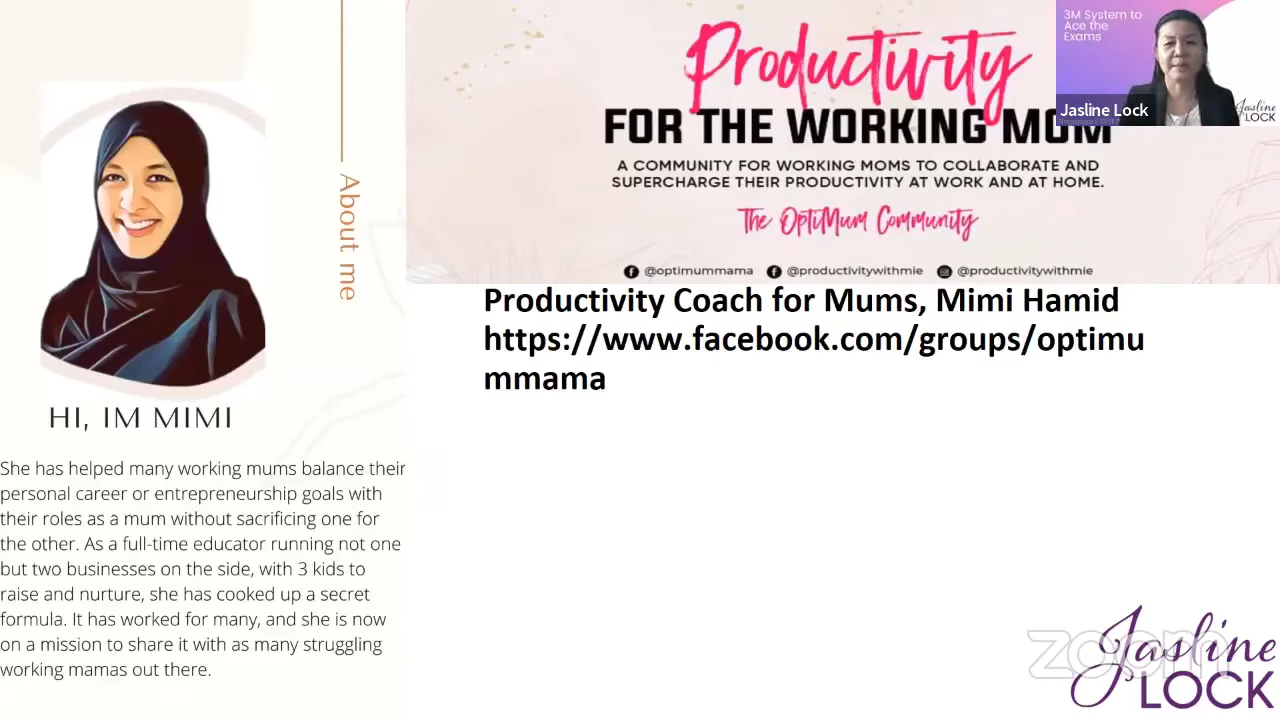 About me
HI, IM MIMI
She has helped many working mums balance their
personal career or entrepreneurship goals with
their roles as a mum without sacrificing one for
the other. As a full-time educator running not one
but two businesses on the side, with 3 kids to
raise and nurture, she has cooked up a secret
formula. It has worked for many, and she is now
on a mission to share it with as many struggling
working mamas out there.
Productivity
FOR THE WORKING MOM
A COMMUNITY FOR WORKING MOMS TO COLLABORATE AND
SUPERCHARGE THEIR PRODUCTIVITY AT WORK AND AT HOME.
The OptiMum Community
@optimummama @productivitywithmie @productivitywithmie
Productivity Coach for Mums, Mimi Hamid
https://www.facebook.com/groups/optimu
mmama
3M System to
Ace the
Exams
Jasline Lock
Jasline
LOCK
zoom
Jasline
LOCK